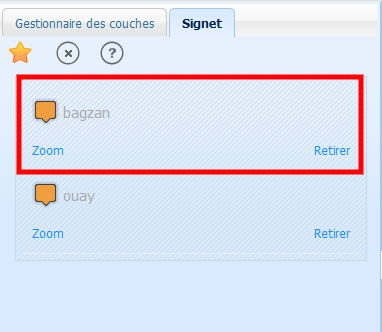 Gestionnaire des couches Signet
bagzan
Zoom Retirer
ouay
Zoom Retirer